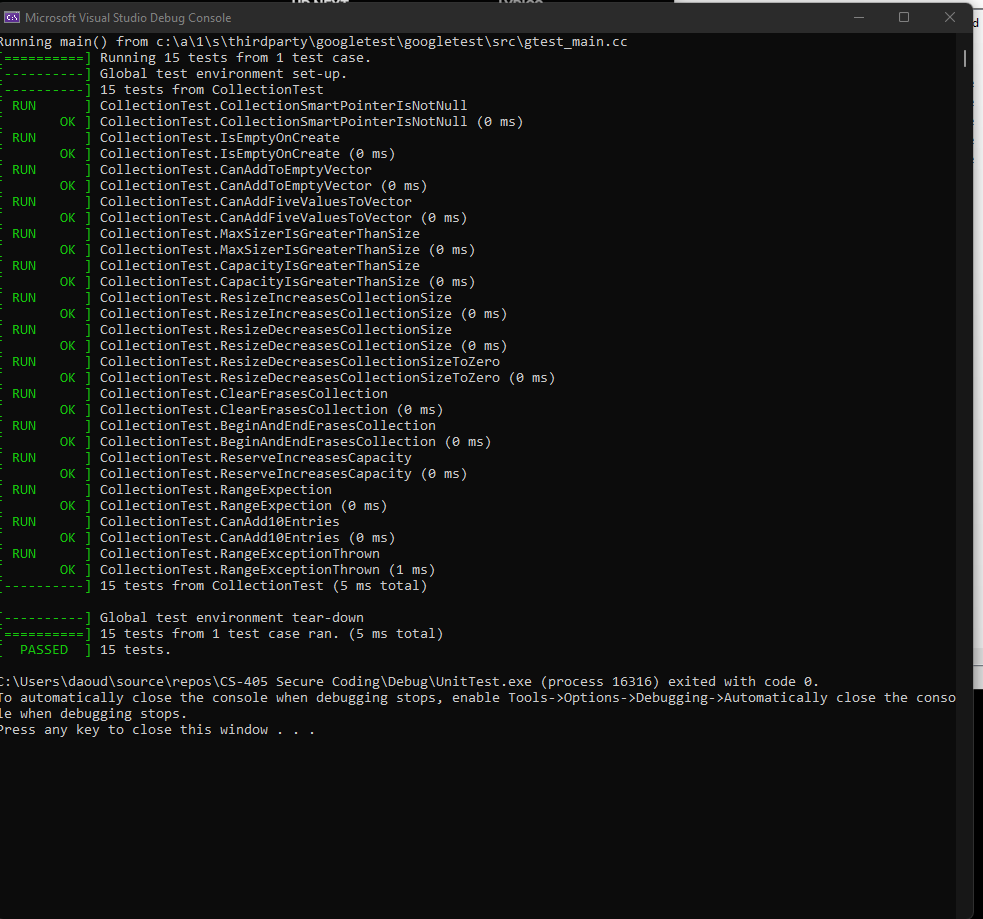 Microsoft Visual Studio Debug Console
Running main() from c:\a\1\s\thirdparty\googletest\googletest\src\gtest_main.cc
[==========] Running 15 tests from 1 test case.
[----------] Global test environment set-up.
[----------] 15 tests from CollectionTest
[ RUN      ] CollectionTest.CollectionSmartPointerIsNotNull
[       OK ] CollectionTest.CollectionSmartPointerIsNotNull (0 ms)
[ RUN      ] CollectionTest.IsEmptyOnCreate
[       OK ] CollectionTest.IsEmptyOnCreate (0 ms)
[ RUN      ] CollectionTest.CanAddToEmptyVector
[       OK ] CollectionTest.CanAddToEmptyVector (0 ms)
[ RUN      ] CollectionTest.CanAddFiveValuesToVector
[       OK ] CollectionTest.CanAddFiveValuesToVector (0 ms)
[ RUN      ] CollectionTest.MaxSizerIsGreaterThanSize
[       OK ] CollectionTest.MaxSizerIsGreaterThanSize (0 ms)
[ RUN      ] CollectionTest.CapacityIsGreaterThanSize
[       OK ] CollectionTest.CapacityIsGreaterThanSize (0 ms)
[ RUN      ] CollectionTest.ResizeIncreasesCollectionSize
[       OK ] CollectionTest.ResizeIncreasesCollectionSize (0 ms)
[ RUN      ] CollectionTest.ResizeDecreasesCollectionSize
[       OK ] CollectionTest.ResizeDecreasesCollectionSize (0 ms)
[ RUN      ] CollectionTest.ResizeDecreasesCollectionSizeToZero
[       OK ] CollectionTest.ResizeDecreasesCollectionSizeToZero (0 ms)
[ RUN      ] CollectionTest.ClearErasesCollection
[       OK ] CollectionTest.ClearErasesCollection (0 ms)
[ RUN      ] CollectionTest.BeginAndEndErasesCollection
[       OK ] CollectionTest.BeginAndEndErasesCollection (0 ms)
[ RUN      ] CollectionTest.ReserveIncreasesCapacity
[       OK ] CollectionTest.ReserveIncreasesCapacity (0 ms)
[ RUN      ] CollectionTest.RangeExpection
[       OK ] CollectionTest.RangeExpection (0 ms)
[ RUN      ] CollectionTest.CanAdd10Entries
[       OK ] CollectionTest.CanAdd10Entries (0 ms)
[ RUN      ] CollectionTest.RangeExceptionThrown
[       OK ] CollectionTest.RangeExceptionThrown (1 ms)
[----------] 15 tests from CollectionTest (5 ms total)
[----------] Global test environment tear-down
[==========] 15 tests from 1 test case ran. (5 ms total)
[  PASSED  ] 15 tests.
C:\Users\daoud\source\repos\CS-405 Secure Coding\Debug\UnitTest.exe (process 16316) exited with code 0.
To automatically close the console when debugging stops, enable Tools->Options->Debugging->Automatically close the conso
le when debugging stops.
Press any key to close this window . . .